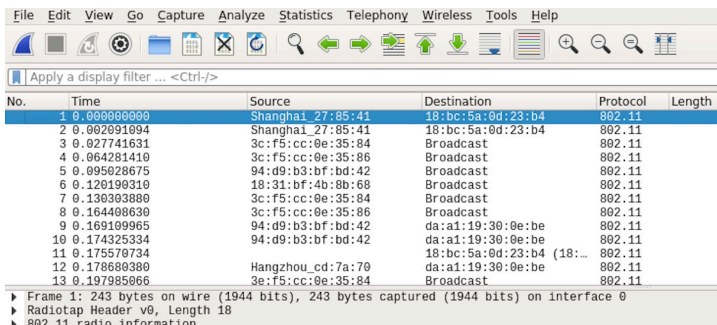 File Edit View Go Capture Analyze Statistics Telephony Wireless Tools Help
Apply a display filter ... <Ctrl-/>
No. Time Source Destination Protocol Length
1 0.000000000 Shanghai_27:85:41 18:bc:5a:0d:23:b4 802.11
2 0.002091094 Shanghai_27:85:41 18:bc:5a:0d:23:b4 802.11
3 0.027741631 3c:f5:cc:0e:35:84 Broadcast 802.11
4 0.064281410 3c:f5:cc:0e:35:86 Broadcast 802.11
5 0.095028675 94:d9:b3:bf:bd:42 Broadcast 802.11
6 0.120190310 18:31:bf:4b:8b:68 Broadcast 802.11
7 0.130303880 3c:f5:cc:0e:35:84 Broadcast 802.11
8 0.164408630 3c:f5:cc:0e:35:86 Broadcast 802.11
9 0.169109965 94:d9:b3:bf:bd:42 da:a1:19:30:0e:be 802.11
10 0.174325334 94:d9:b3:bf:bd:42 da:a1:19:30:0e:be 802.11
11 0.175570734 18:bc:5a:0d:23:b4 (18:… 802.11
12 0.178680380 Hangzhou_cd:7a:70 da:a1:19:30:0e:be 802.11
13 0.197985066 3e:f5:cc:0e:35:84 Broadcast 802.11
Frame 1: 243 bytes on wire (1944 bits), 243 bytes captured (1944 bits) on interface 0
Radiotap Header v0, Length 18
802.11 radio information